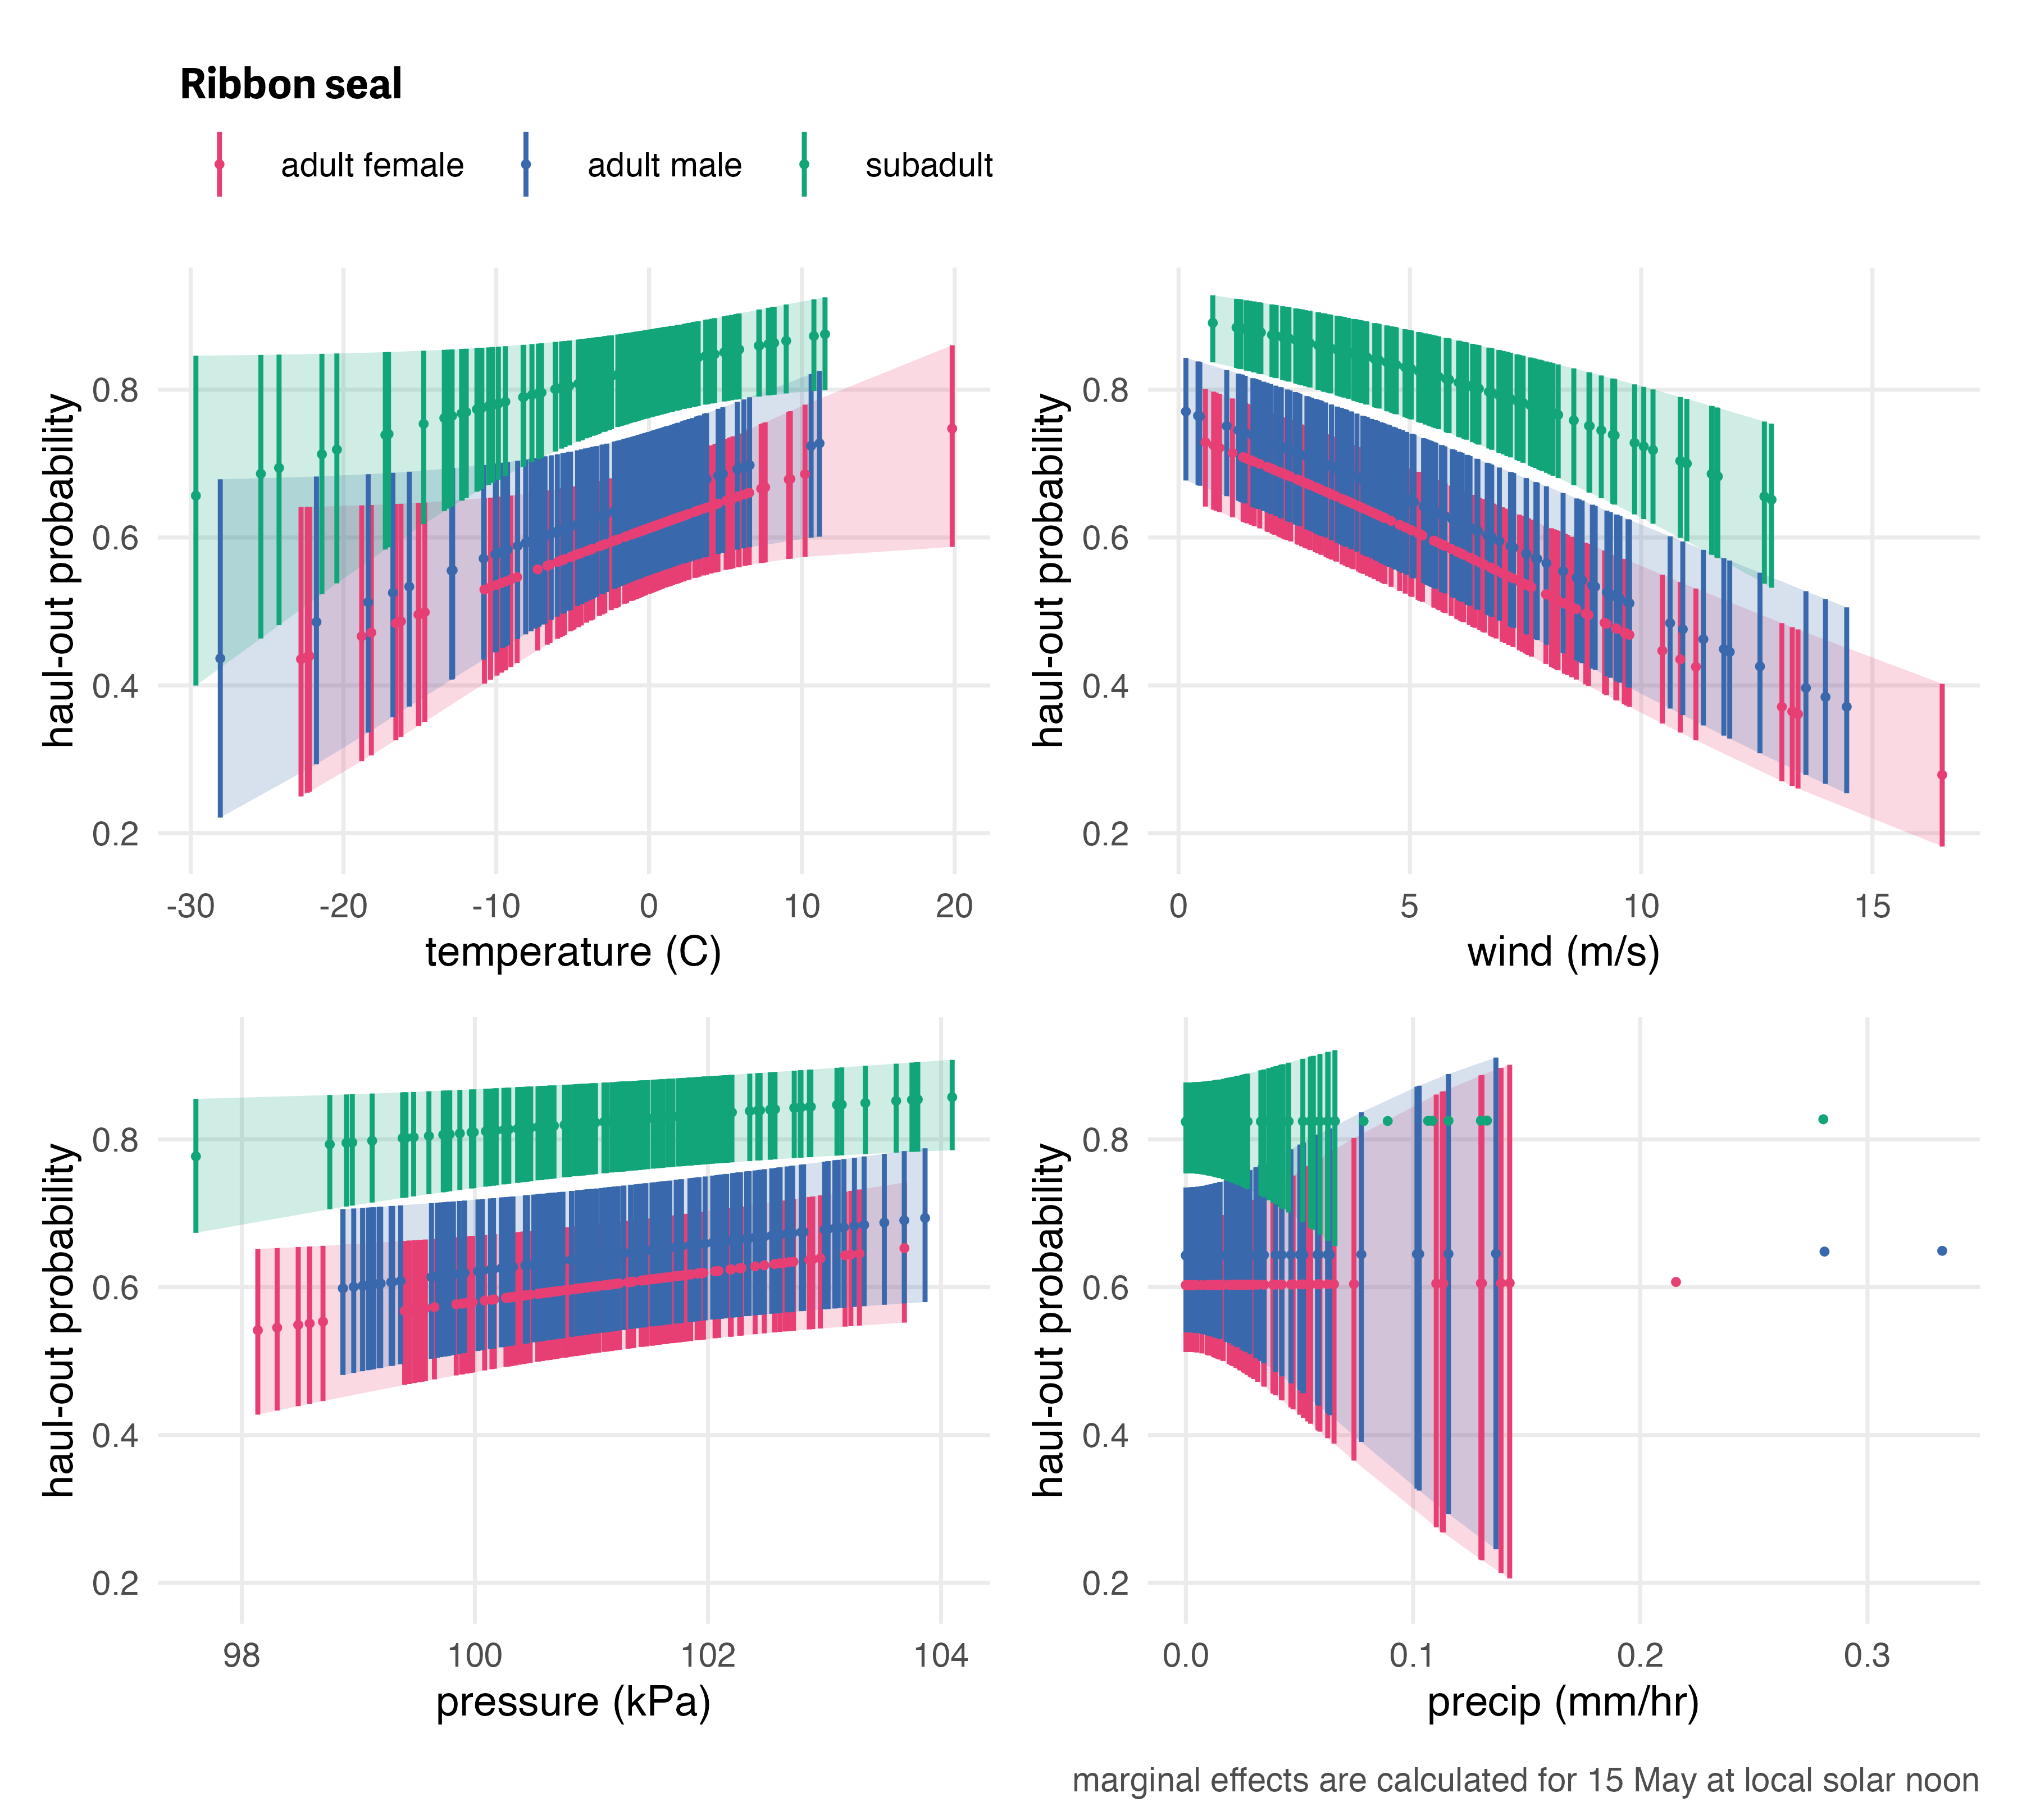 Ribbon seal
adult female adult male subadult
haul-out probability
0.8
0.6
0.4
0.2
-30 -20 -10 0 10 20
temperature (C)
haul-out probability
0.8
0.6
0.4
0.2
0 5 10 15
wind (m/s)
haul-out probability
0.8
0.6
0.4
0.2
98 100 102 104
pressure (kPa)
haul-out probability
0.8
0.6
0.4
0.2
0.0 0.1 0.2 0.3
precip (mm/hr)
marginal effects are calculated for 15 May at local solar noon